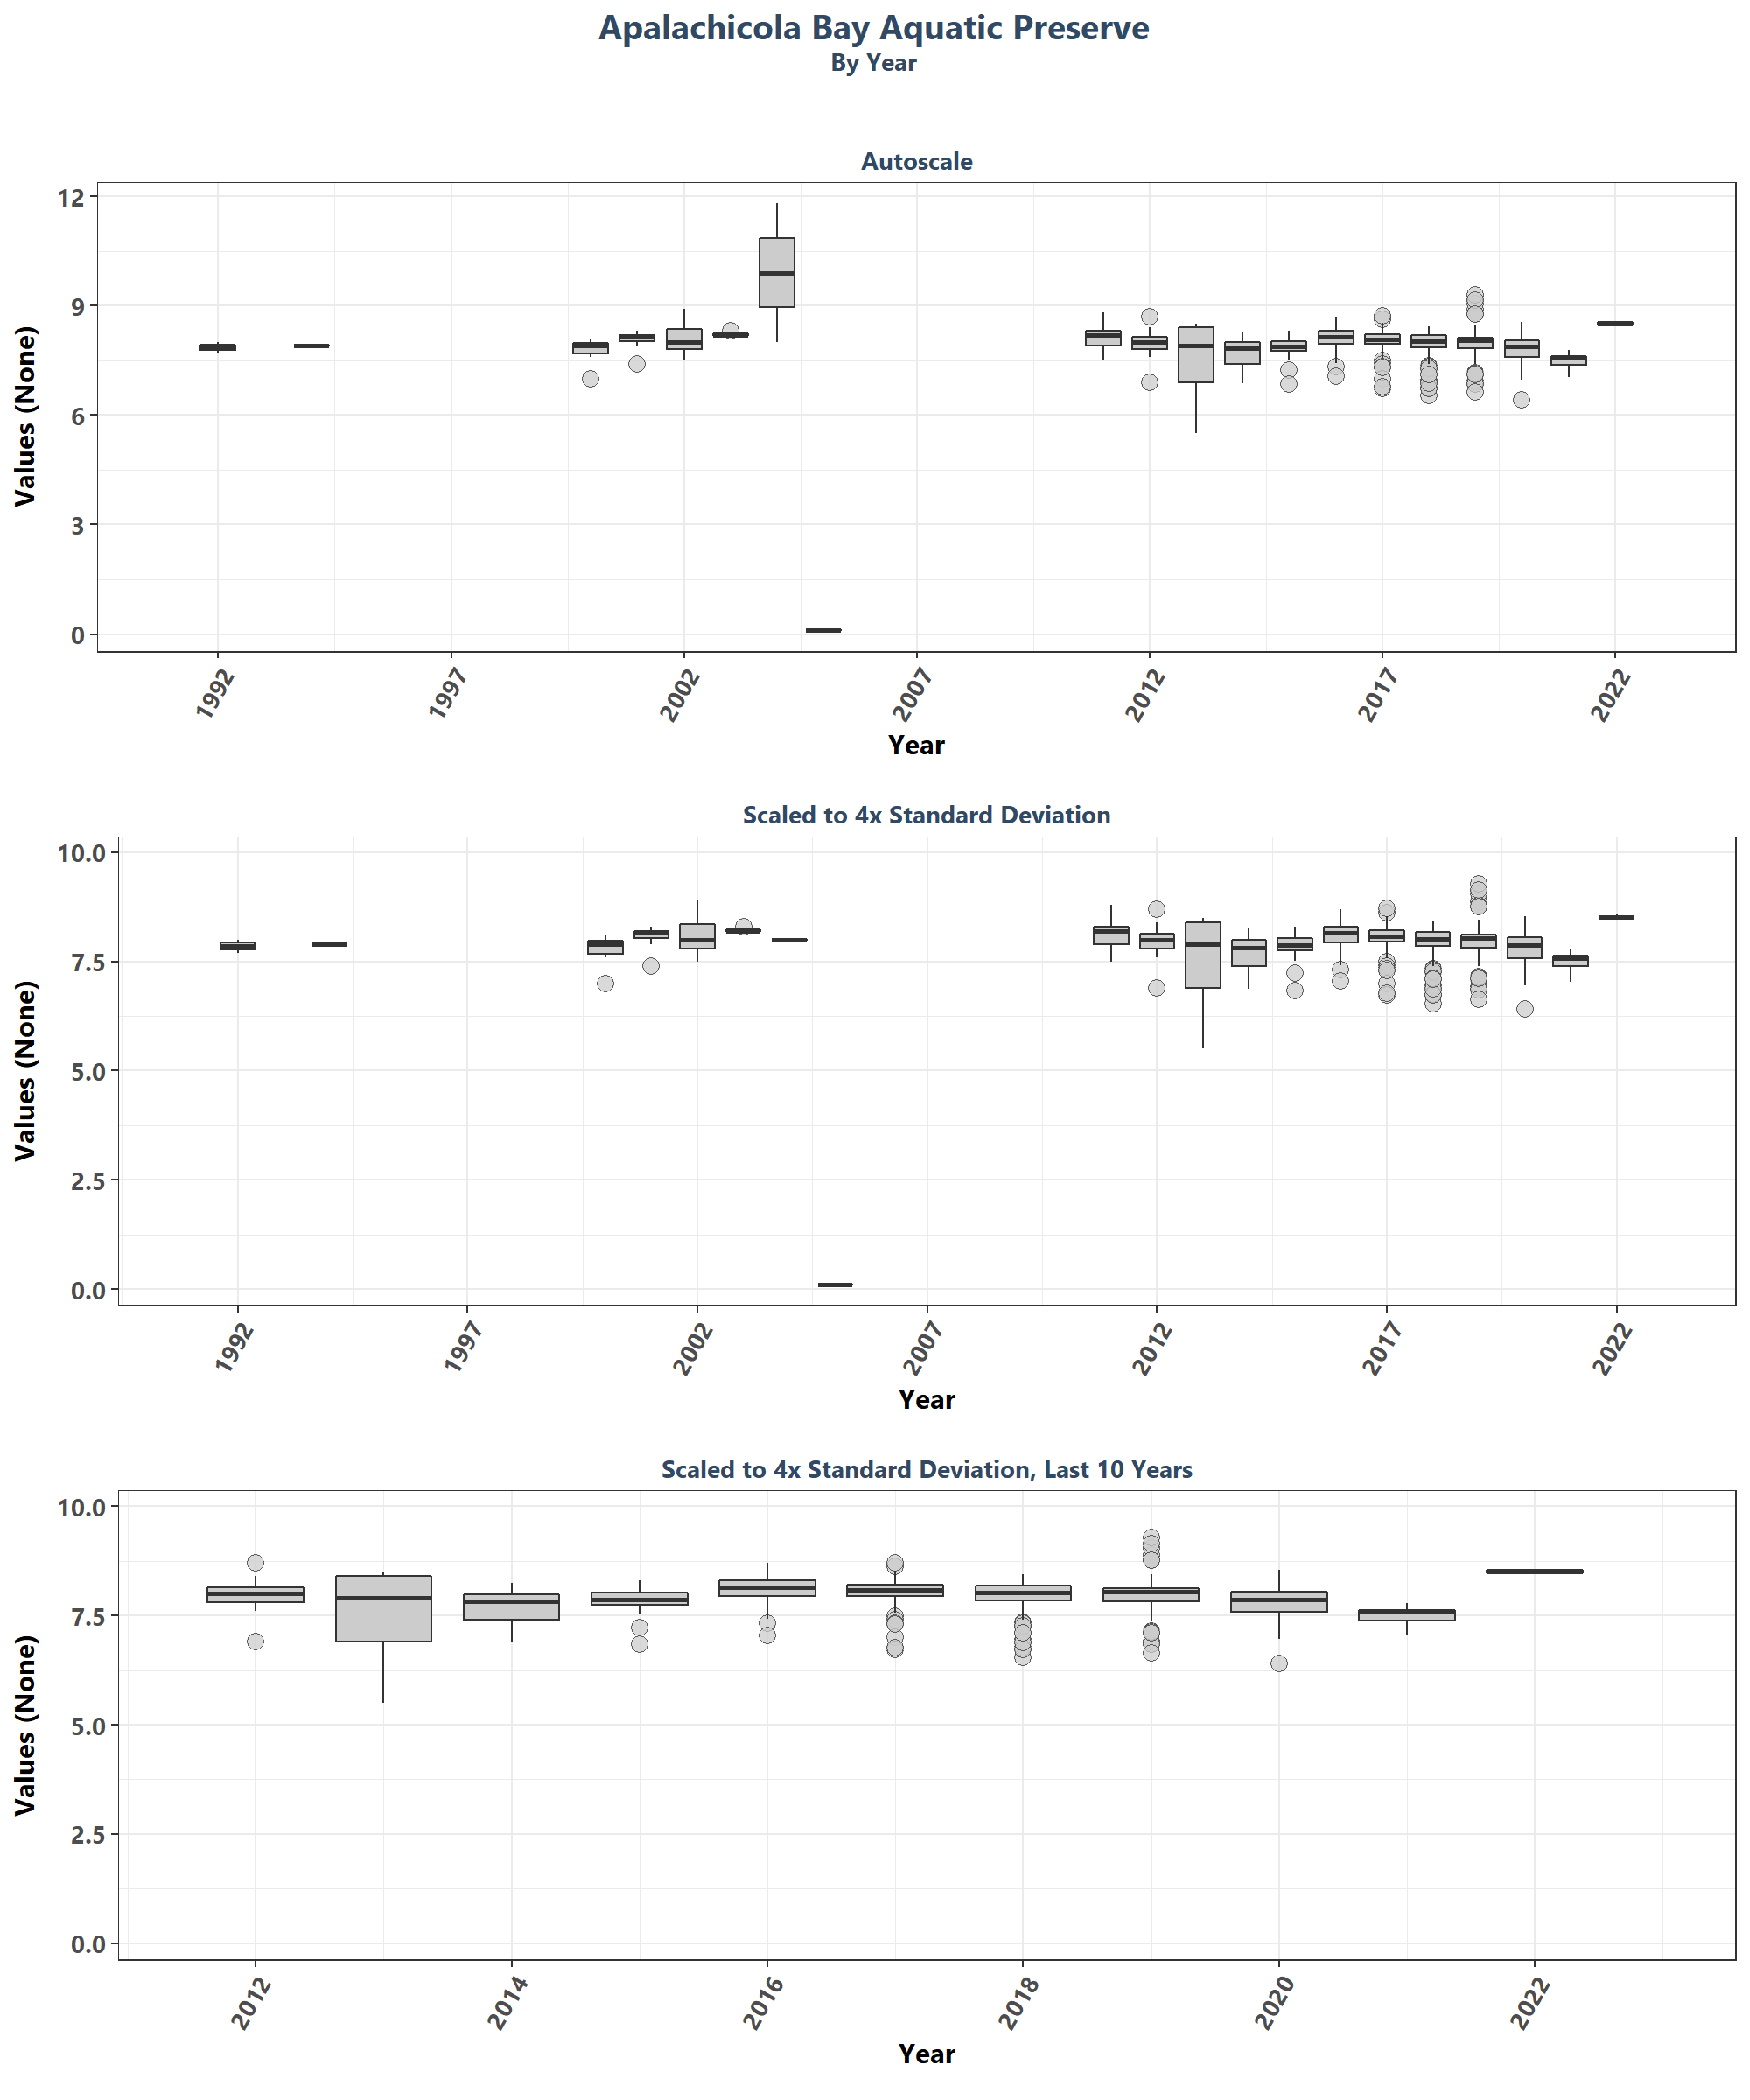 Apalachicola Bay Aquatic Preserve
By Year
Autoscale
12
9
6
3
0
Values (None)
1992 1997 2002 2007 2012 2017 2022
Year
Scaled to 4x Standard Deviation
10.0
7.5
5.0
2.5
0.0
Values (None)
1992 1997 2002 2007 2012 2017 2022
Year
Scaled to 4x Standard Deviation, Last 10 Years
10.0
7.5
5.0
2.5
0.0
Values (None)
2012 2014 2016 2018 2020 2022
Year